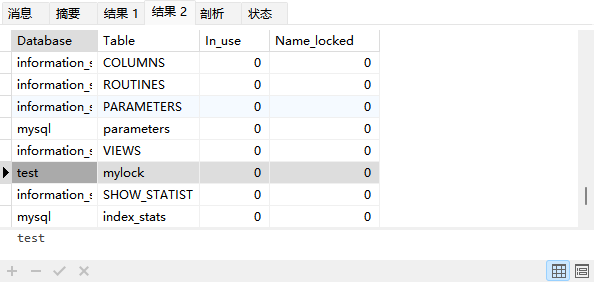 消息 摘要 结果 1 结果 2 剖析 状态
Database Table In_use Name_locked
information_s COLUMNS 0 0
information_s ROUTINES 0 0
information_s PARAMETERS 0 0
mysql parameters 0 0
information_s VIEWS 0 0
test mylock 0 0
information_s SHOW_STATIST 0 0
mysql index_stats 0 0
test